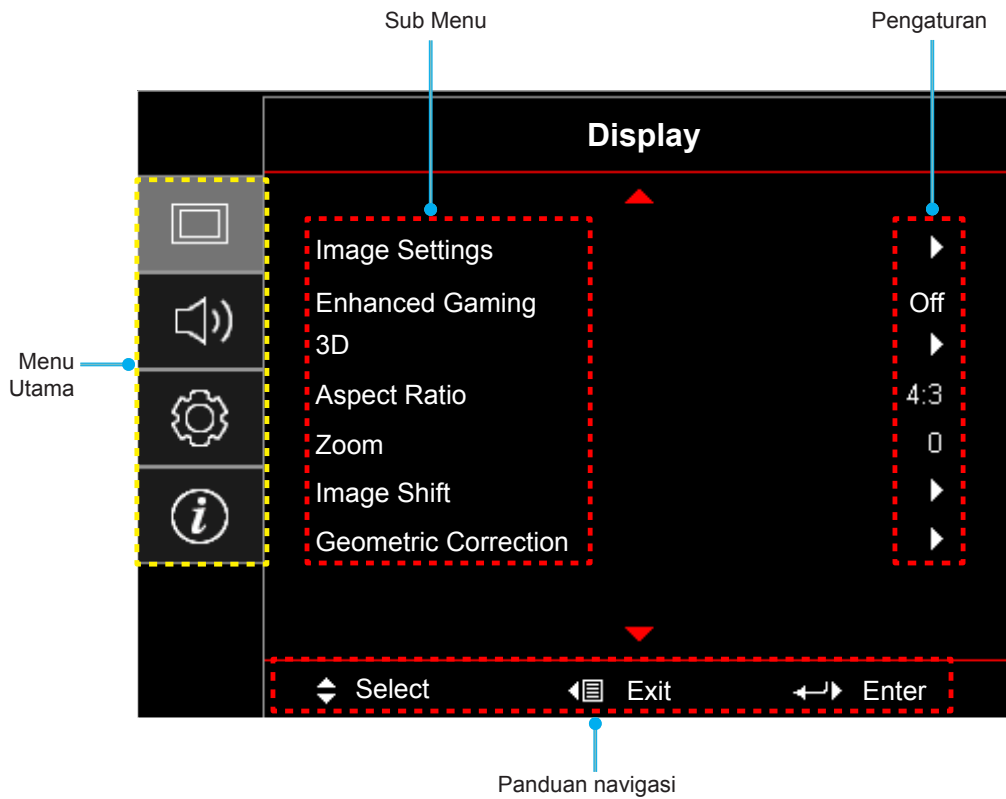 Sub Menu
Pengaturan
Display
Image Settings
Enhanced Gaming Off
3D
Menu
Utama
Aspect Ratio 4:3
Zoom 0
Image Shift
Geometric Correction
Select Exit Enter
Panduan navigasi